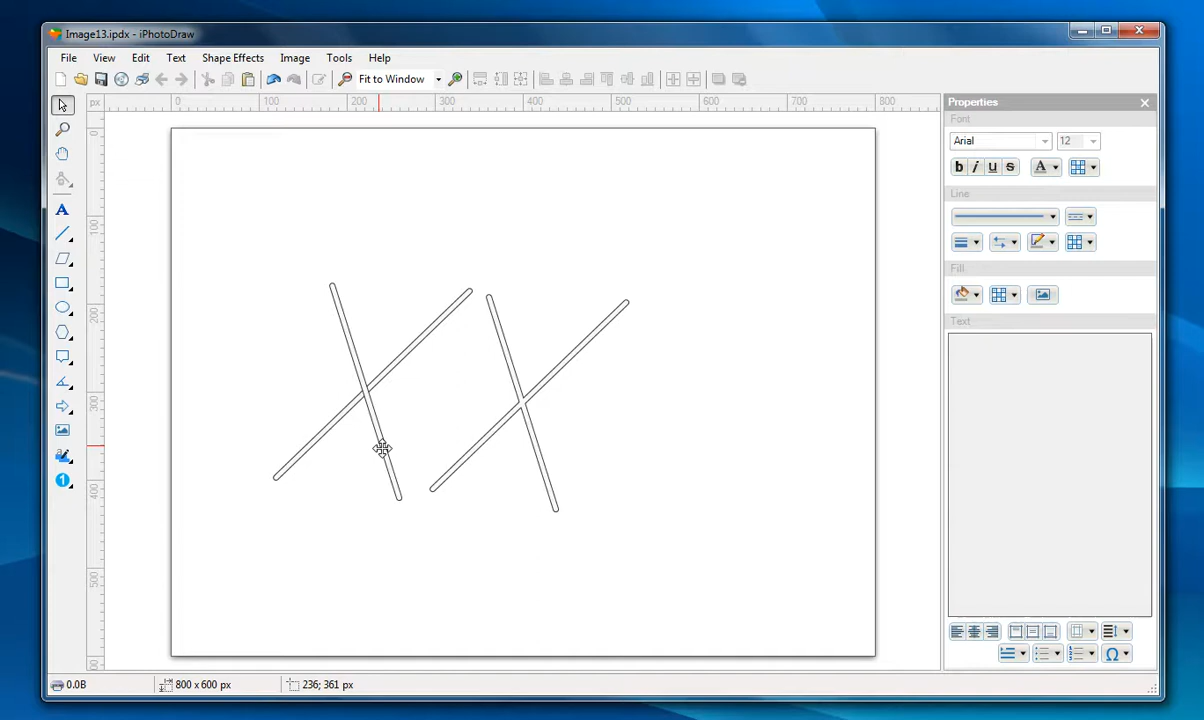 Image13.ipdx - iPhotoDraw
File View Edit Text Shape Effects Image Tools Help
Fit to Window
px 0 100 200 300 400 500 600 700 800
0
100
200
300
400
500
Properties
Font
Arial 12
b i u s A
Line
Fill
Text
A
1
Ω
0.0B 800 x 600 px 236; 361 px